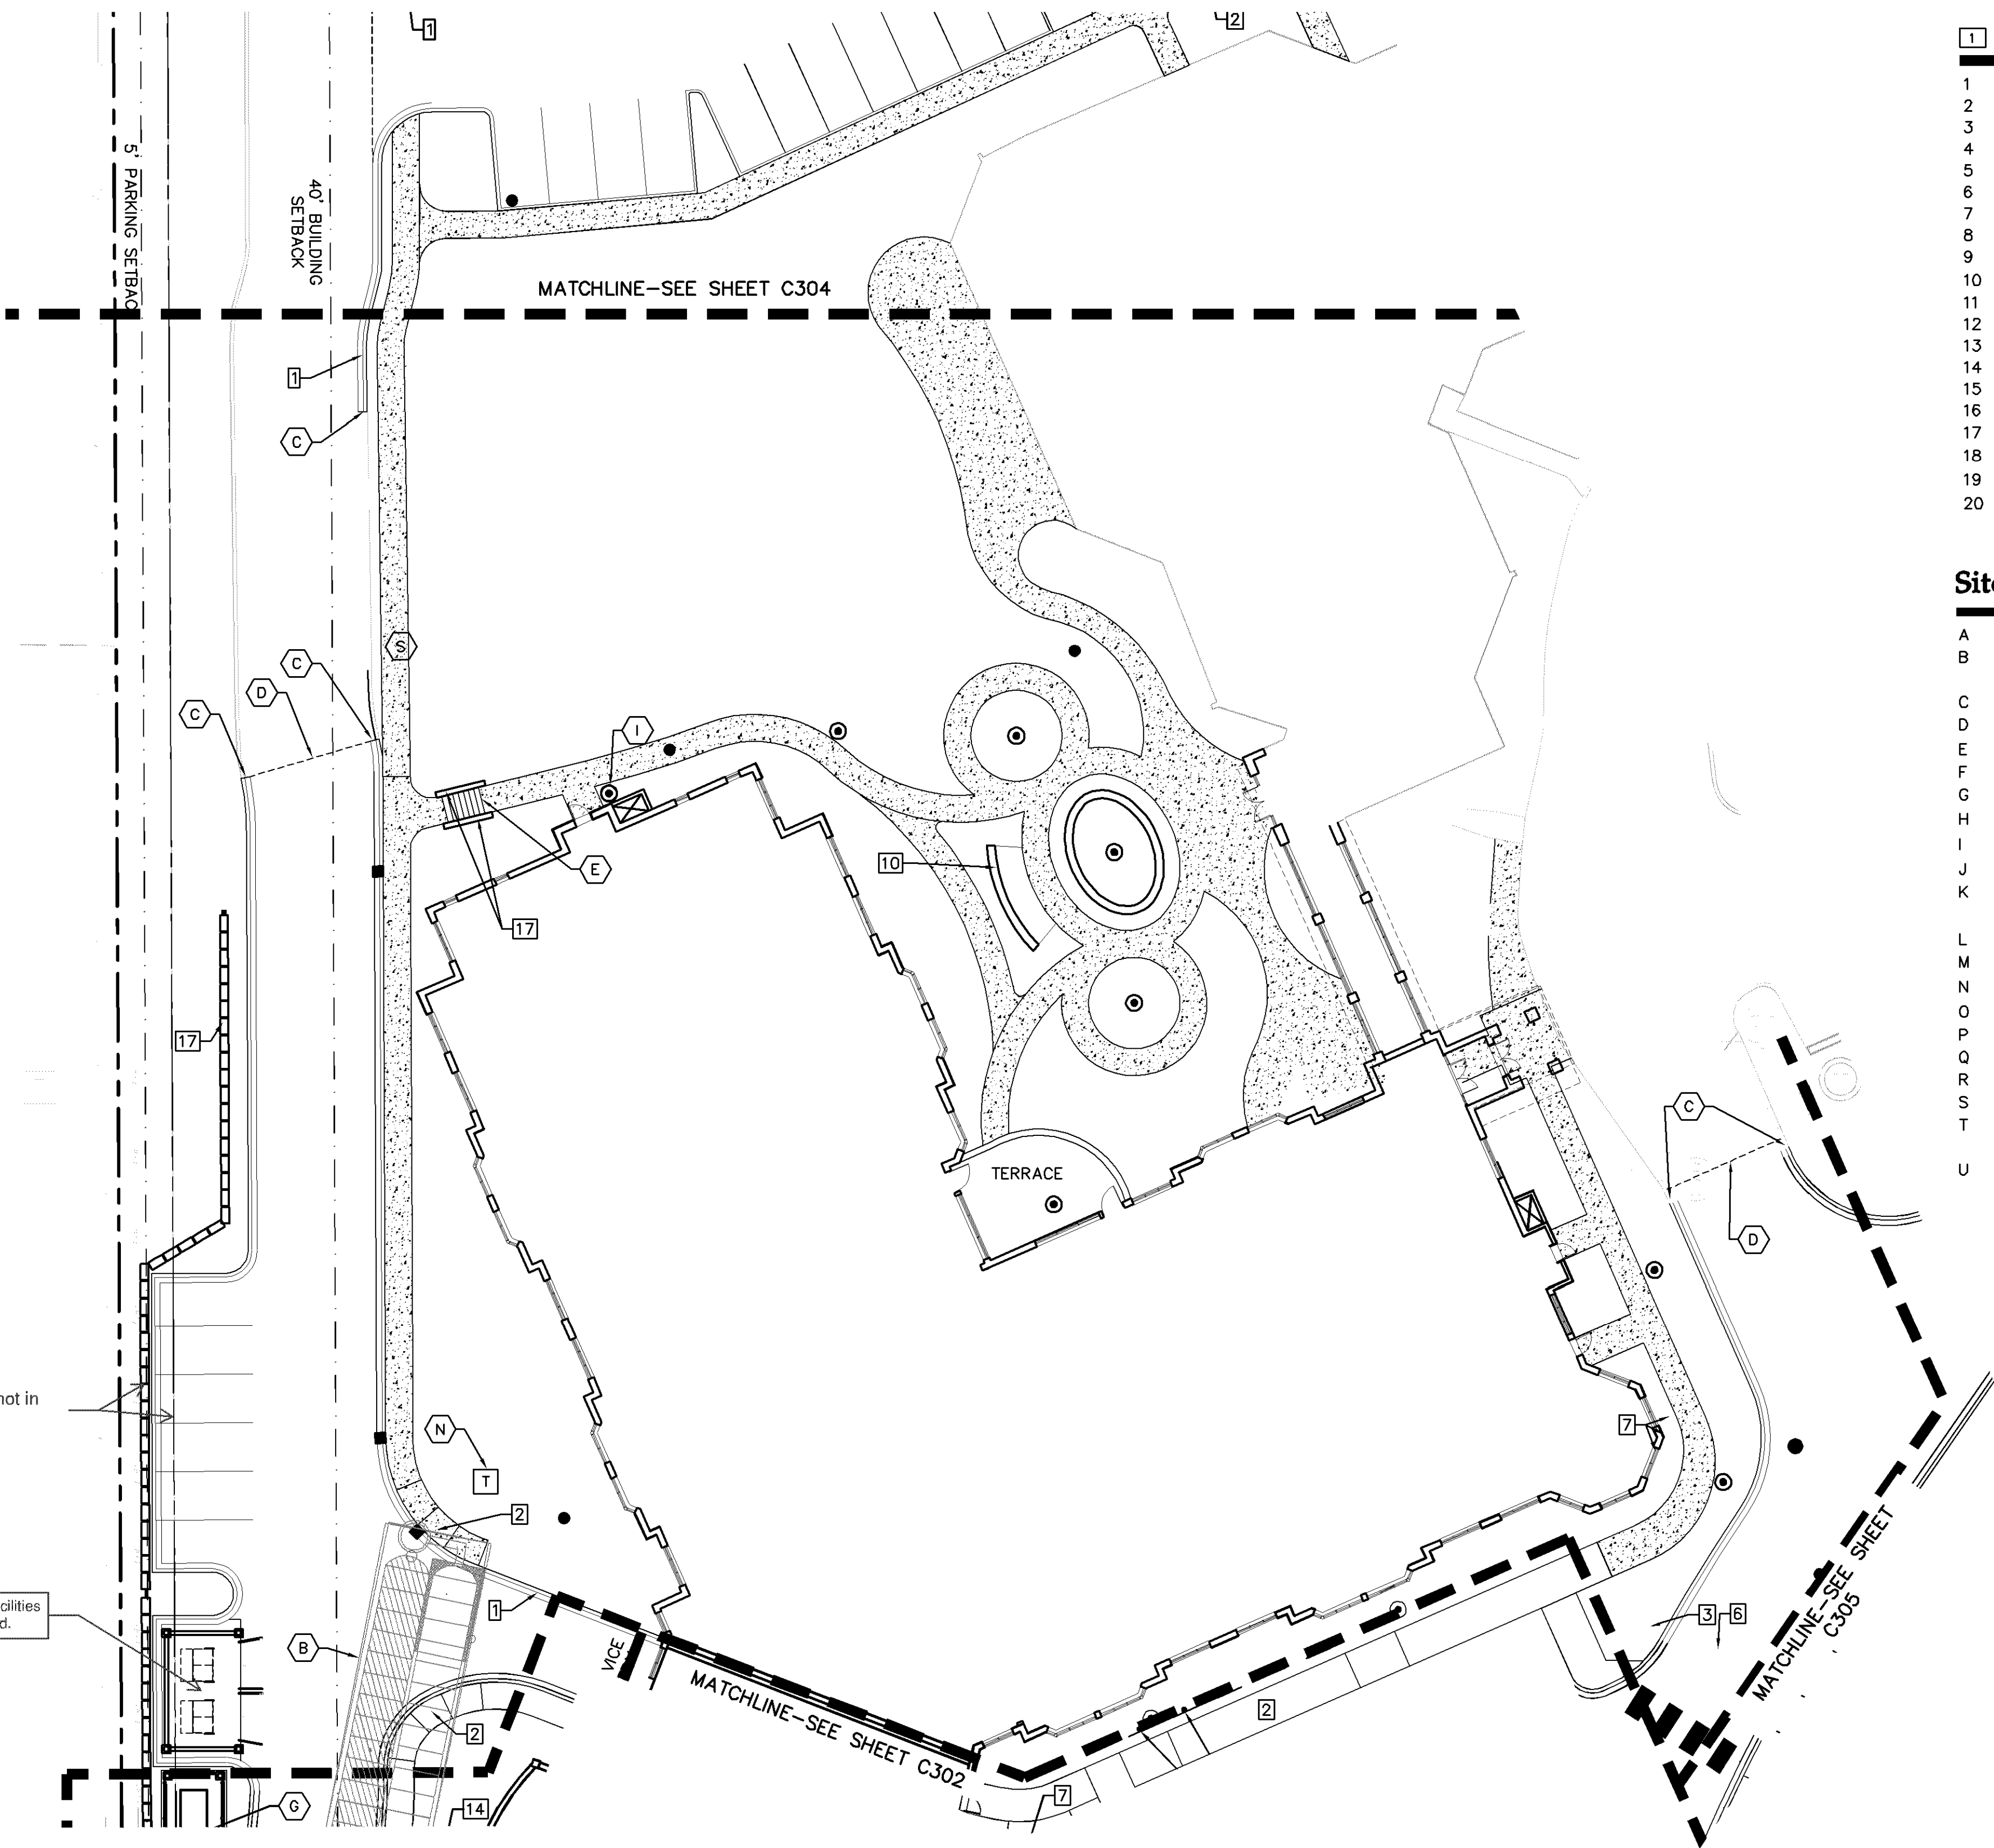 1
2
1
1
2
3
4
5
6
7
8
9
10
11
12
13
14
15
16
17
18
19
20
5' PARKING SETBAC
40' BUILDING
SETBACK
MATCHLINE-SEE SHEET C304
1
C
Site
S
C
D
C
I
E
10
17
17
A
B
C
D
E
F
G
H
I
J
K
L
M
N
O
P
Q
R
S
T
U
C
D
TERRACE
not in
N
T
2
7
1
cilities
d.
B
VICE
MATCHLINE-SEE SHEET C302
2
2
3
6
MATCHLINE-SEE SHEET
C305
7
14
G